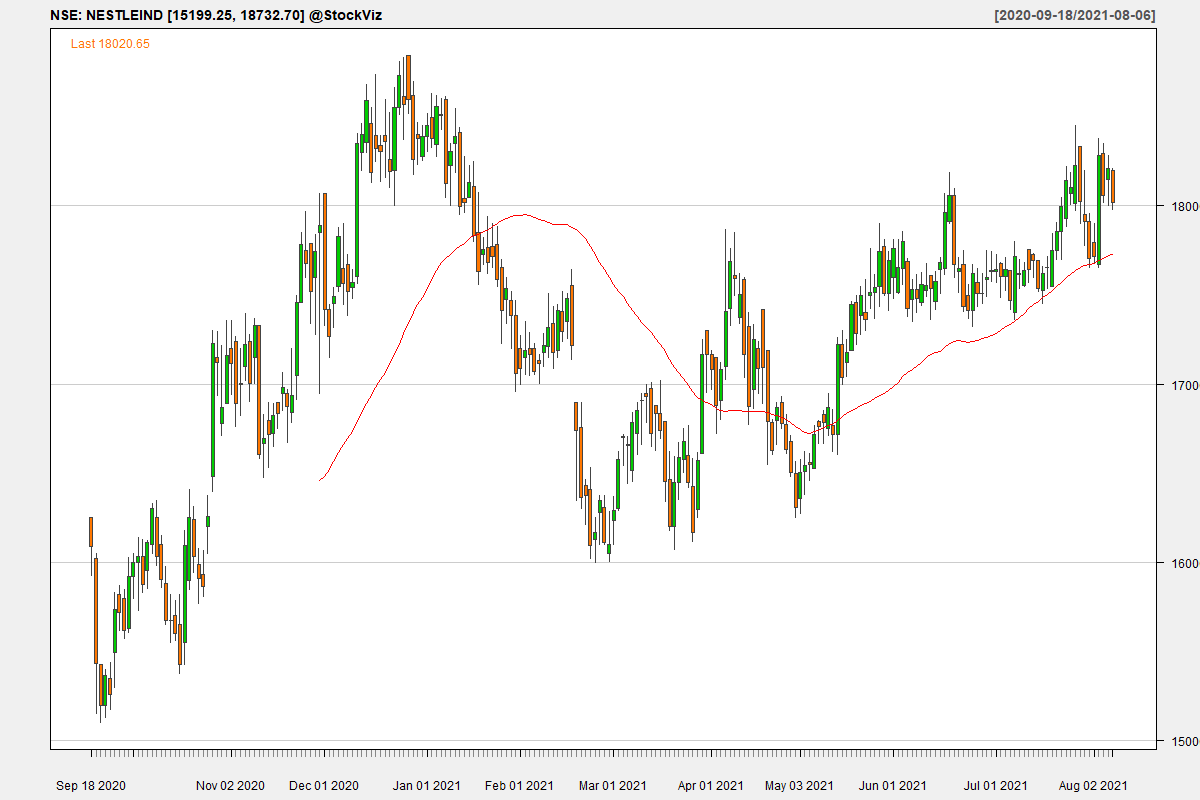 NSE: NESTLEIND [15199.25, 18732.70] @StockViz
[2020-09-18/2021-08-06]
Last 18020.65
1800
1700
1600
1500
Sep 18 2020
Nov 02 2020
Dec 01 2020
Jan 01 2021
Feb 01 2021
Mar 01 2021
Apr 01 2021
May 03 2021
Jun 01 2021
Jul 01 2021
Aug 02 2021